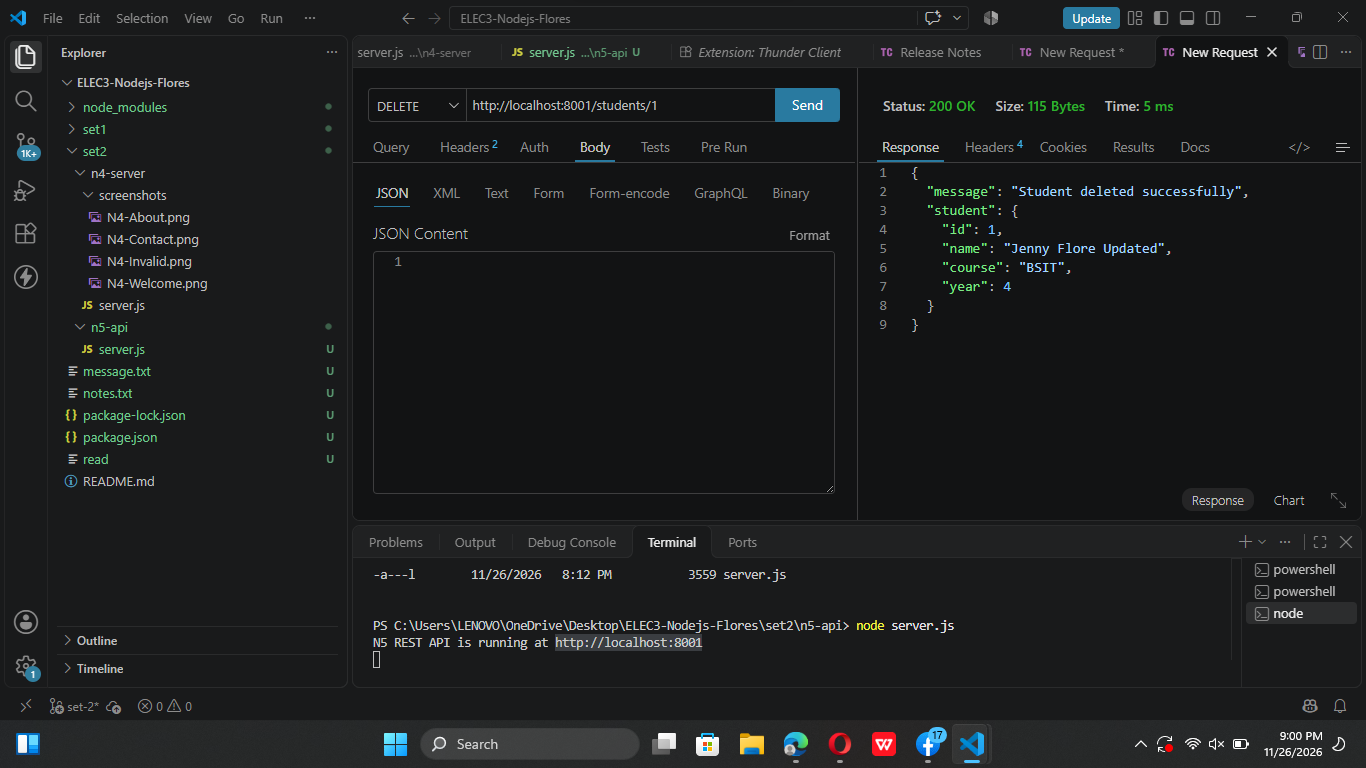 File Edit Selection View Go Run ··· ELEC3-Nodejs-Flores Update
Explorer ···
ELEC3-Nodejs-Flores
node_modules
set1
set2
n4-server
screenshots
N4-About.png
N4-Contact.png
N4-Invalid.png
N4-Welcome.png
JS server.js
n5-api
JS server.js U
message.txt U
notes.txt U
{} package-lock.json U
{} package.json U
read U
README.md
Outline
Timeline
1K+
1
server.js ...\n4-server JS server.js ...\n5-api U Extension: Thunder Client TC Release Notes TC New Request * TC New Request ···
DELETE http://localhost:8001/students/1 Send
Query Headers 2 Auth Body Tests Pre Run
JSON XML Text Form Form-encode GraphQL Binary
JSON Content Format
1
Status: 200 OK Size: 115 Bytes Time: 5 ms
Response Headers 4 Cookies Results Docs </>
1 {
2 "message": "Student deleted successfully",
3 "student": {
4 "id": 1,
5 "name": "Jenny Flore Updated",
6 "course": "BSIT",
7 "year": 4
8 }
9 }
Response Chart
Problems Output Debug Console Terminal Ports ···
-a---l 11/26/2026 8:12 PM 3559 server.js
PS C:\Users\LENOVO\OneDrive\Desktop\ELEC3-Nodejs-Flores\set2\n5-api> node server.js
N5 REST API is running at http://localhost:8001
powershell
powershell
node
set-2* 0 0
Search
W
17
9:00 PM
11/26/2026